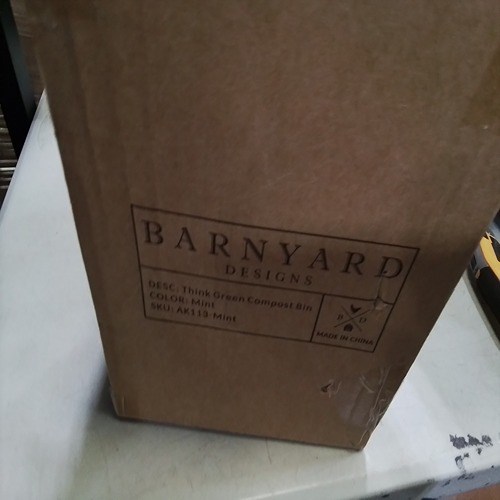 BARNYARD
DESIGNS
DESC: Think Green Compost Bin
COLOR: Mint
SKU: AK113-Mint
B D
MADE IN CHINA